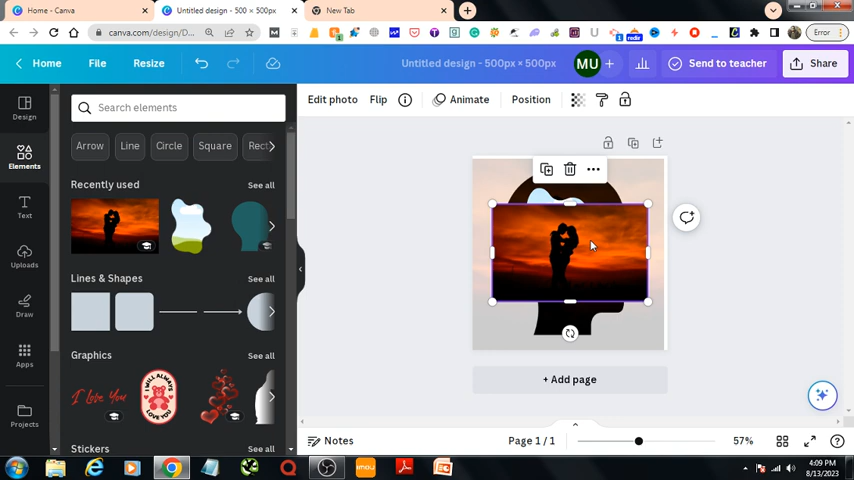 Home - Canva
Untitled design - 500 × 500px
New Tab
canva.com/design/D...
Error
Home
File
Resize
Untitled design - 500px × 500px
MU
Send to teacher
Share
Design
Elements
Text
Uploads
Draw
Apps
Projects
Search elements
Arrow
Line
Circle
Square
Rect
Recently used
See all
Lines & Shapes
See all
Graphics
See all
I Love You
I WILL ALWAYS
LOVE YOU
Stickers
See all
Edit photo
Flip
Animate
Position
+ Add page
Notes
Page 1 / 1
57%
imou
4:09 PM
8/13/2023